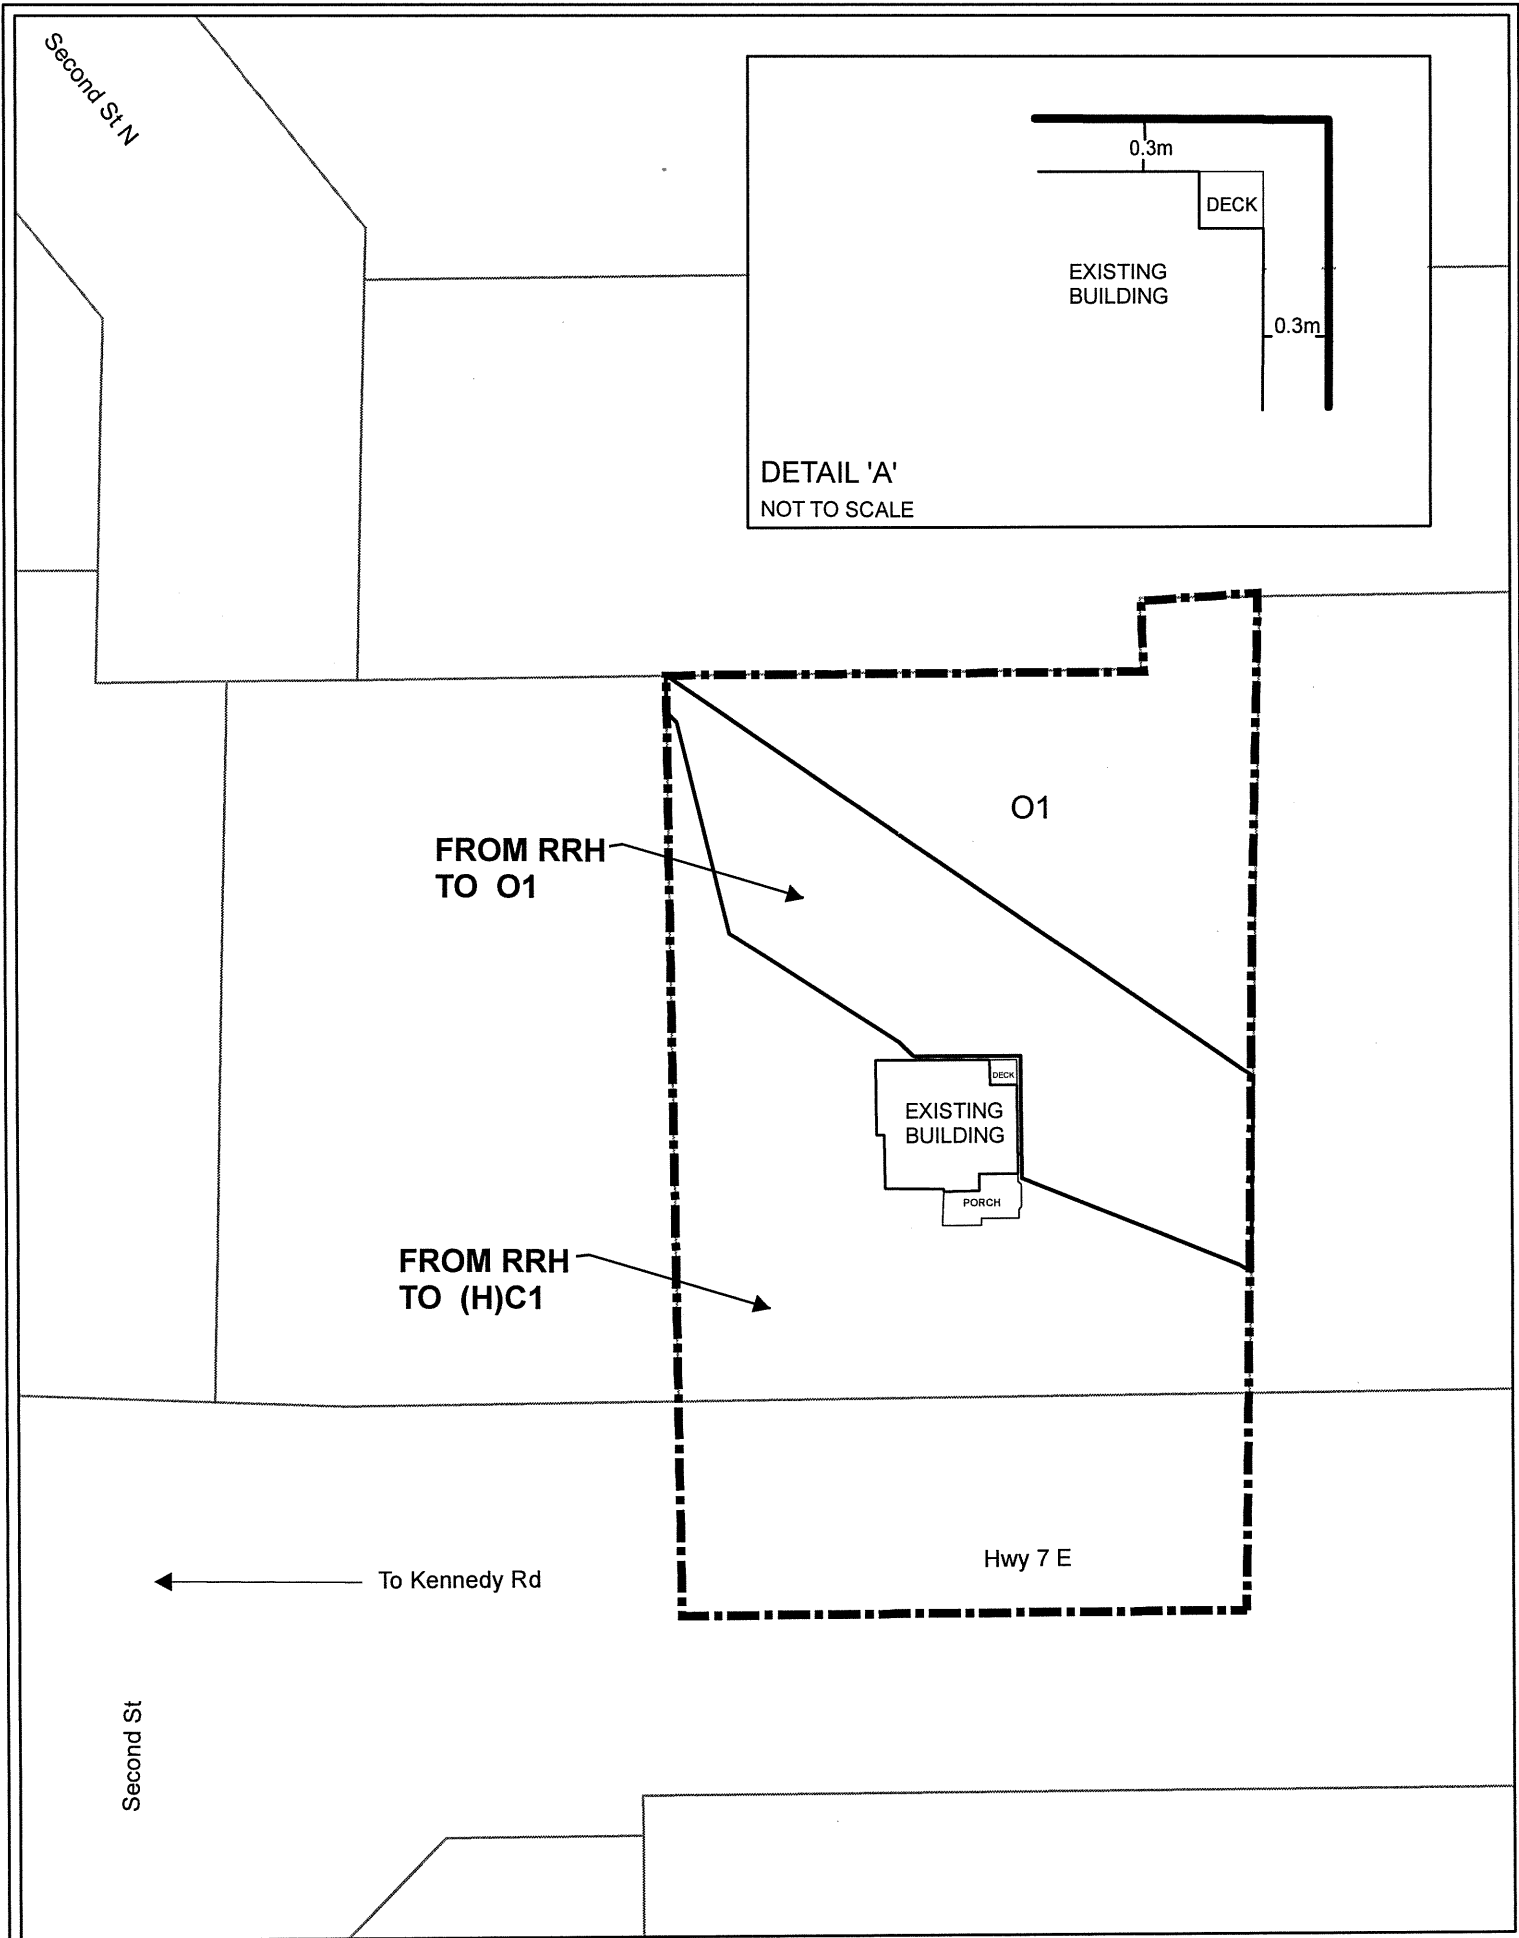 Second St N
0.3m
DECK
EXISTING
BUILDING
0.3m
DETAIL 'A'
NOT TO SCALE
O1
FROM RRH
TO O1
DECK
EXISTING
BUILDING
PORCH
FROM RRH
TO (H)C1
Hwy 7 E
To Kennedy Rd
Second St